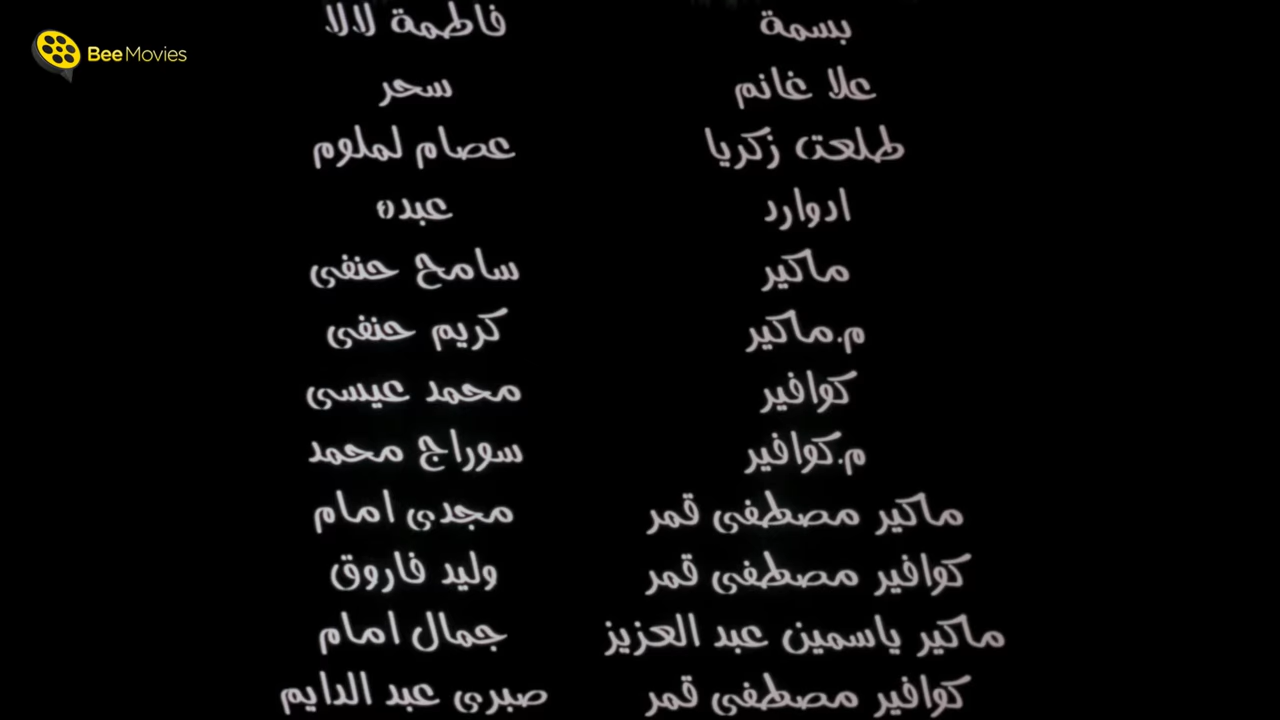 BeeMovies
بسمة فاطمة لالا
علا غانم سحر
طلعت زكريا عصام لملوم
ادوارد عبده
ماكير سامح حنفى
م.ماكير كريم حنفى
كوافير محمد عيسى
م.كوافير سوراج محمد
ماكير مصطفى قمر مجدى امام
كوافير مصطفى قمر وليد فاروق
ماكير ياسمين عبد العزيز جمال امام
كوافير مصطفى قمر صبرى عبد الدايم